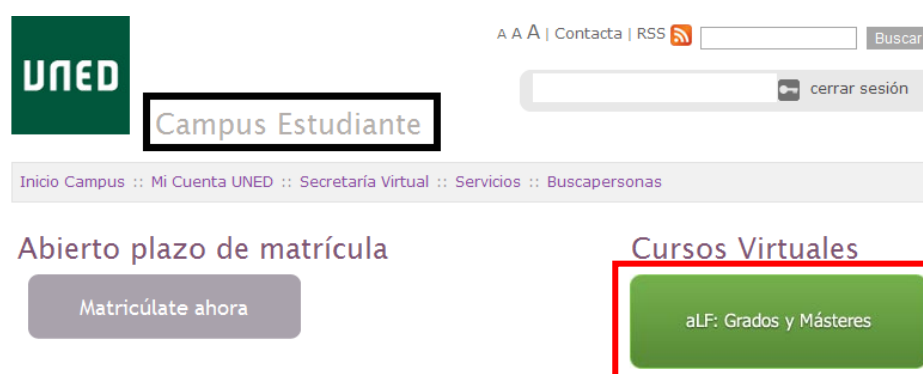 A A A | Contacta | RSS
Buscar
UNED
cerrar sesión
Campus Estudiante
Inicio Campus :: Mi Cuenta UNED :: Secretaría Virtual :: Servicios :: Buscapersonas
Abierto plazo de matrícula
Cursos Virtuales
Matricúlate ahora
aLF: Grados y Másteres